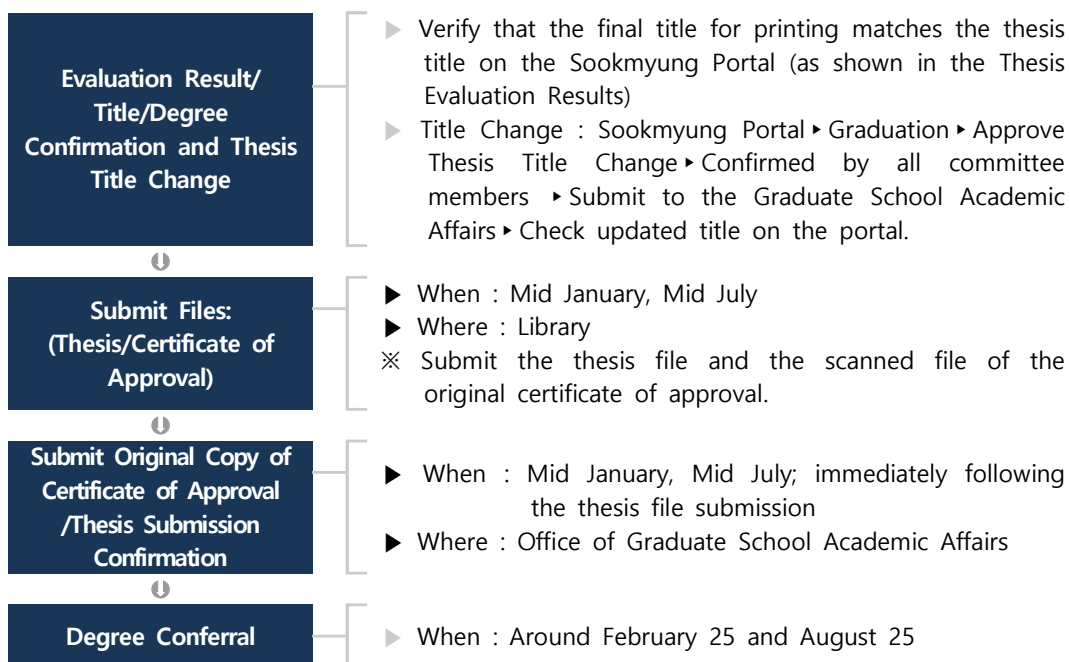 Evaluation Result/
Title/Degree
Confirmation and Thesis
Title Change
▶ Verify that the final title for printing matches the thesis
title on the Sookmyung Portal (as shown in the Thesis
Evaluation Results)
▶ Title Change : Sookmyung Portal ▸ Graduation ▸ Approve
Thesis Title Change ▸ Confirmed by all committee
members ▸ Submit to the Graduate School Academic
Affairs ▸ Check updated title on the portal.
Submit Files:
(Thesis/Certificate of
Approval)
▶ When : Mid January, Mid July
▶ Where : Library
※ Submit the thesis file and the scanned file of the
original certificate of approval.
Submit Original Copy of
Certificate of Approval
/Thesis Submission
Confirmation
▶ When : Mid January, Mid July; immediately following
the thesis file submission
▶ Where : Office of Graduate School Academic Affairs
Degree Conferral
▶ When : Around February 25 and August 25